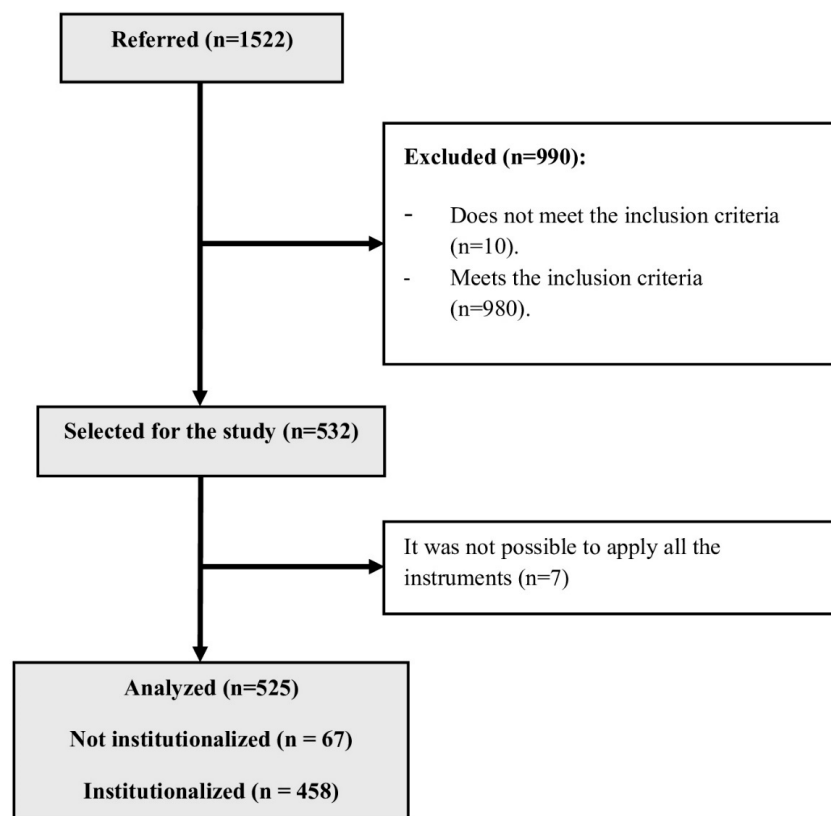 Referred (n=1522)
Excluded (n=990):
- Does not meet the inclusion criteria
(n=10).
- Meets the inclusion criteria
(n=980).
Selected for the study (n=532)
It was not possible to apply all the
instruments (n=7)
Analyzed (n=525)
Not institutionalized (n = 67)
Institutionalized (n = 458)